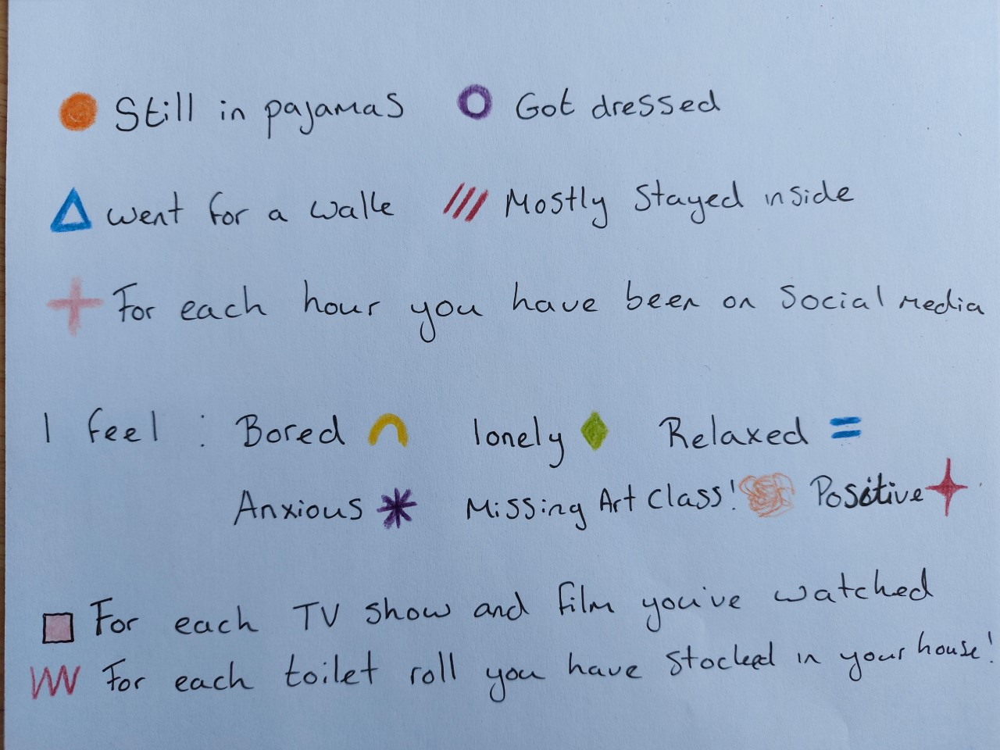 Still in pajamas Got dressed
went for a walk Mostly Stayed inside
For each hour you have been on Social media
I feel : Bored lonely Relaxed
Anxious Missing Art Class! Positive
For each TV show and film you've watched
For each toilet roll you have stocked in your house!